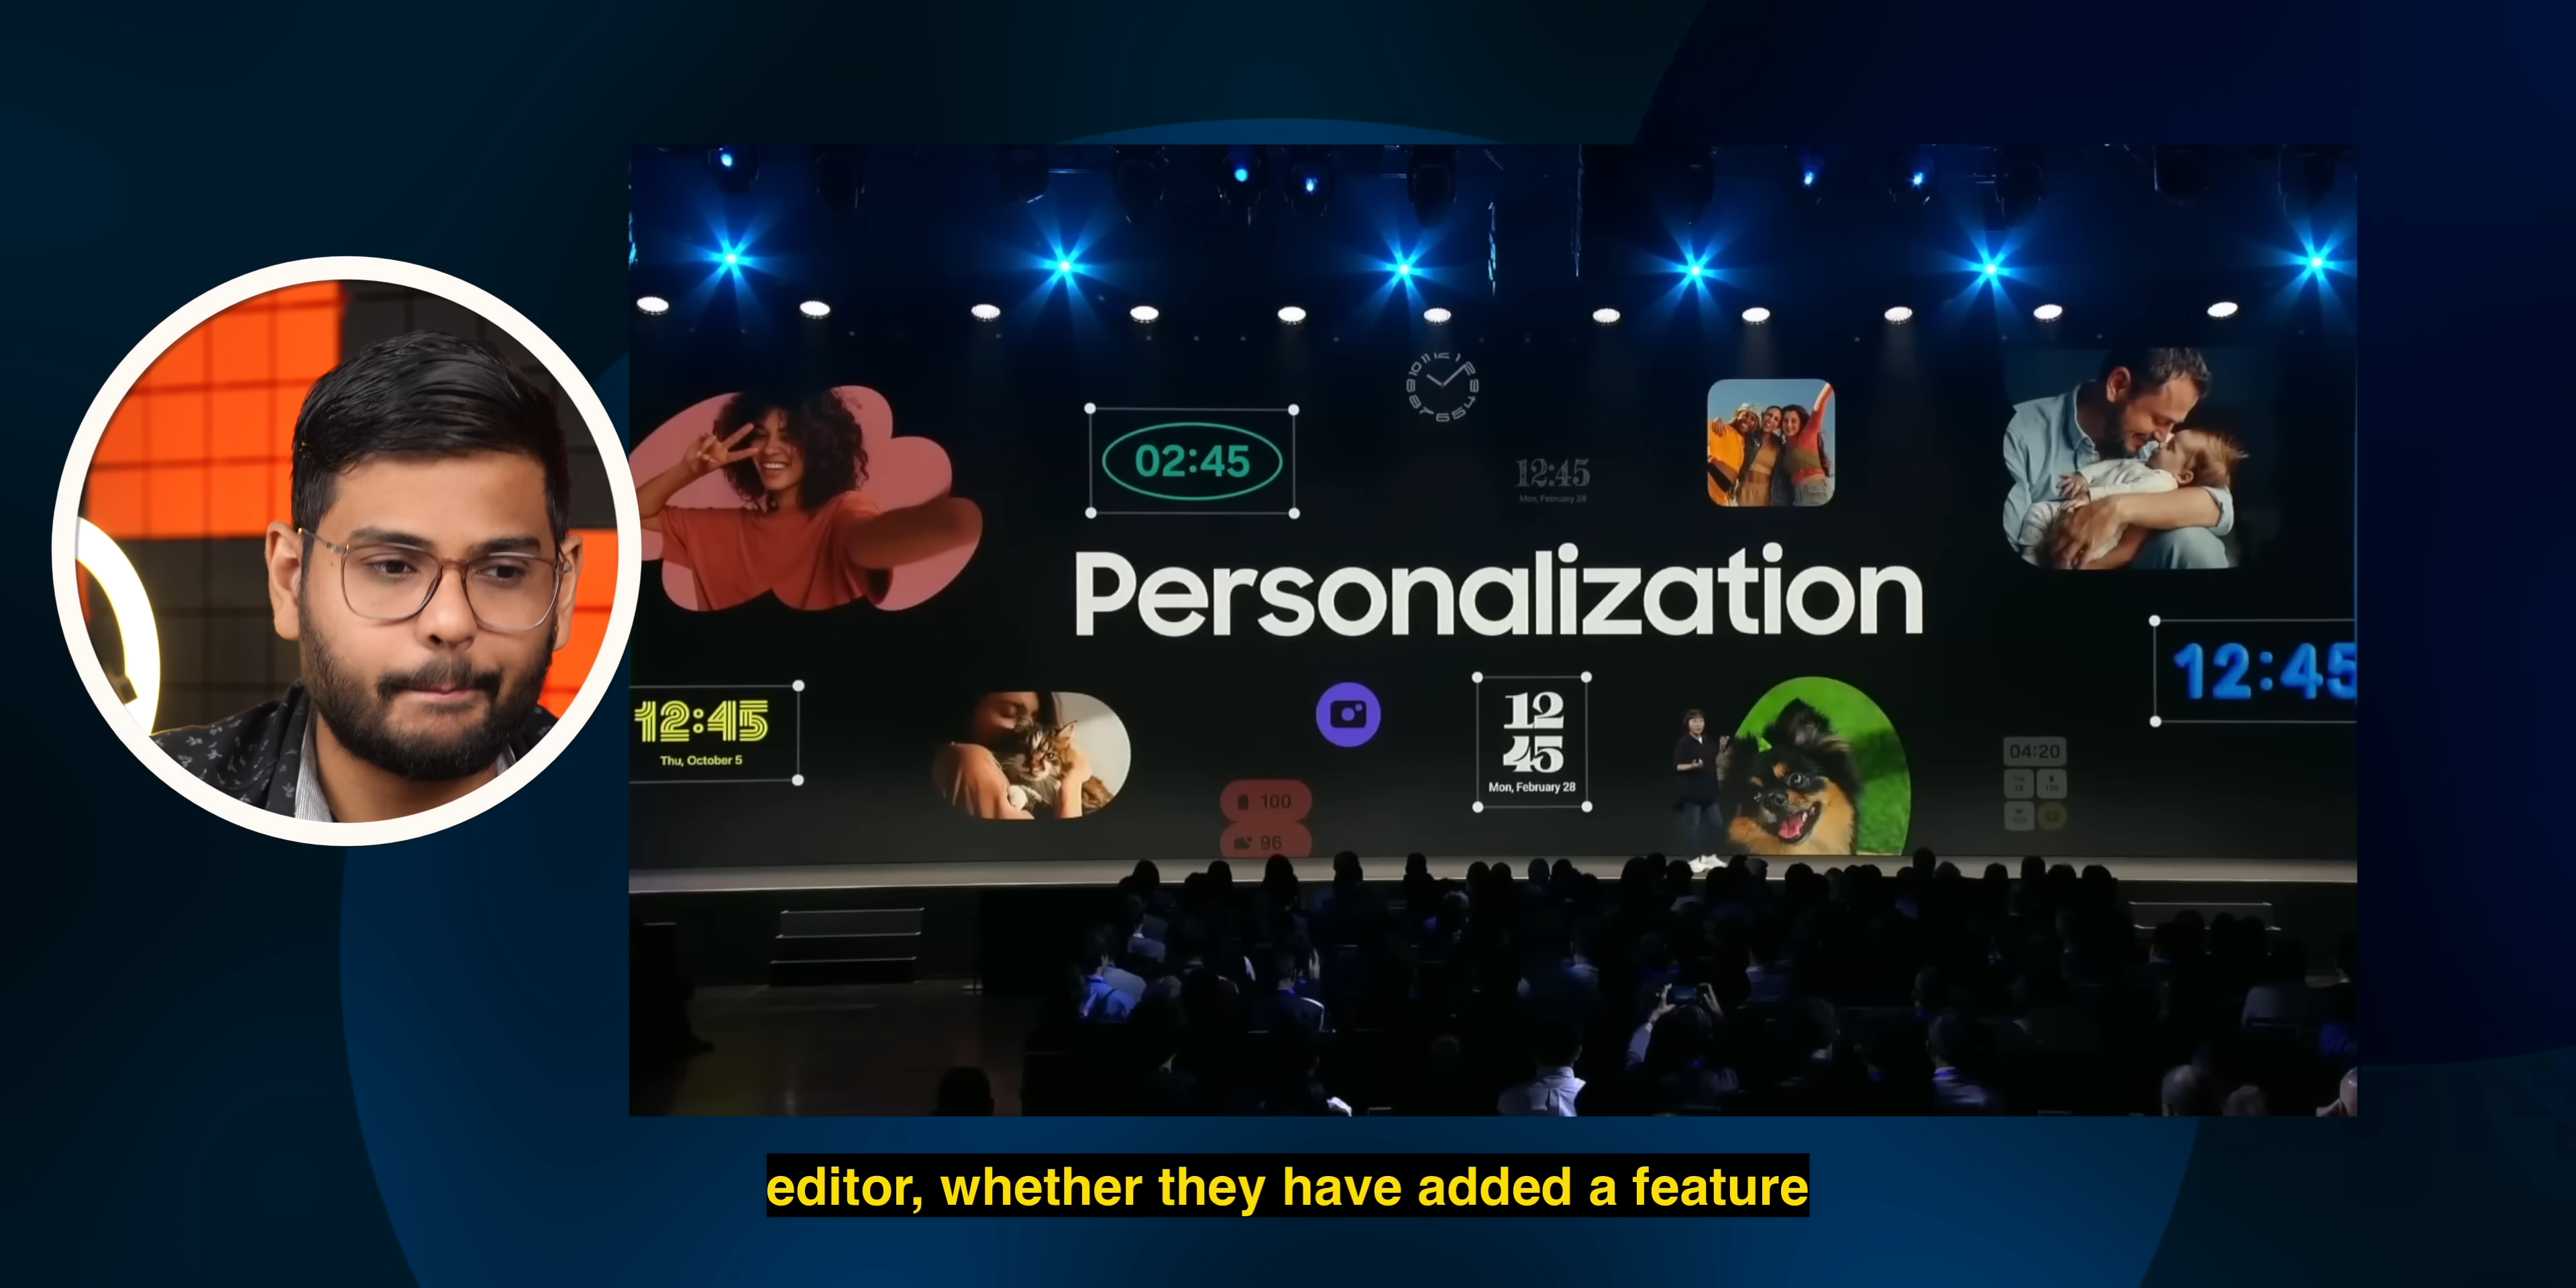 02:45
12:45
Mon, February 28
Personalization
12:45
12:45
Thu, October 5
12
45
Mon, February 28
100
96
04:20
editor, whether they have added a feature